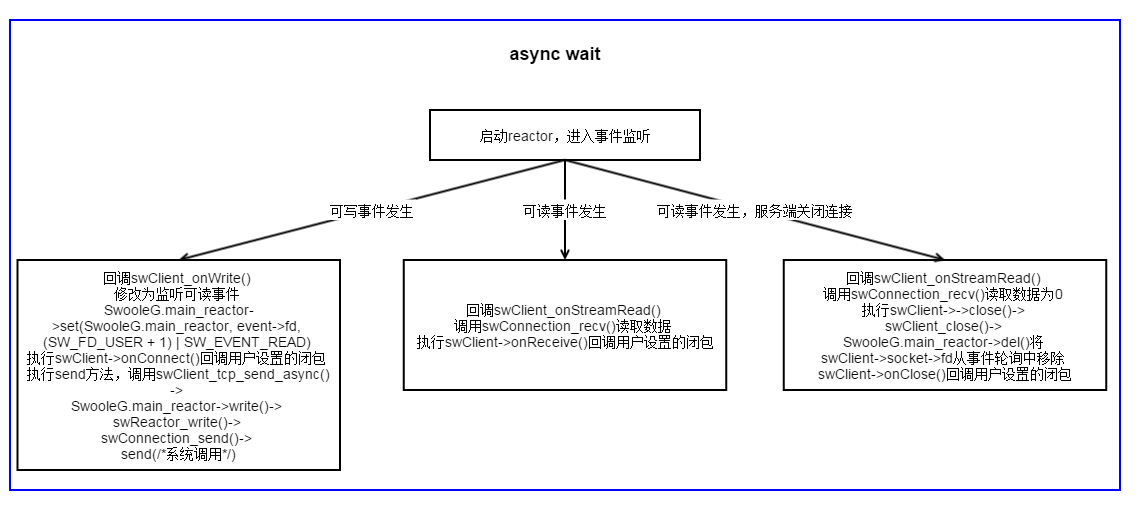 async wait
启动reactor，进入事件监听
可写事件发生
可读事件发生
可读事件发生，服务端关闭连接
回调swClient_onWrite()
修改为监听可读事件
SwooleG.main_reactor-
>set(SwooleG.main_reactor, event->fd,
(SW_FD_USER + 1) | SW_EVENT_READ)
执行swClient->onConnect()回调用户设置的闭包
执行send方法，调用swClient_tcp_send_async()
->
SwooleG.main_reactor->write()->
swReactor_write()->
swConnection_send()->
send(/*系统调用*/)
回调swClient_onStreamRead()
调用swConnection_recv()读取数据
执行swClient->onReceive()回调用户设置的闭包
回调swClient_onStreamRead()
调用swConnection_recv()读取数据为0
执行swClient->->close()->
swClient_close()->
SwooleG.main_reactor->del()将
swClient->socket->fd从事件轮询中移除
swClient->onClose()回调用户设置的闭包